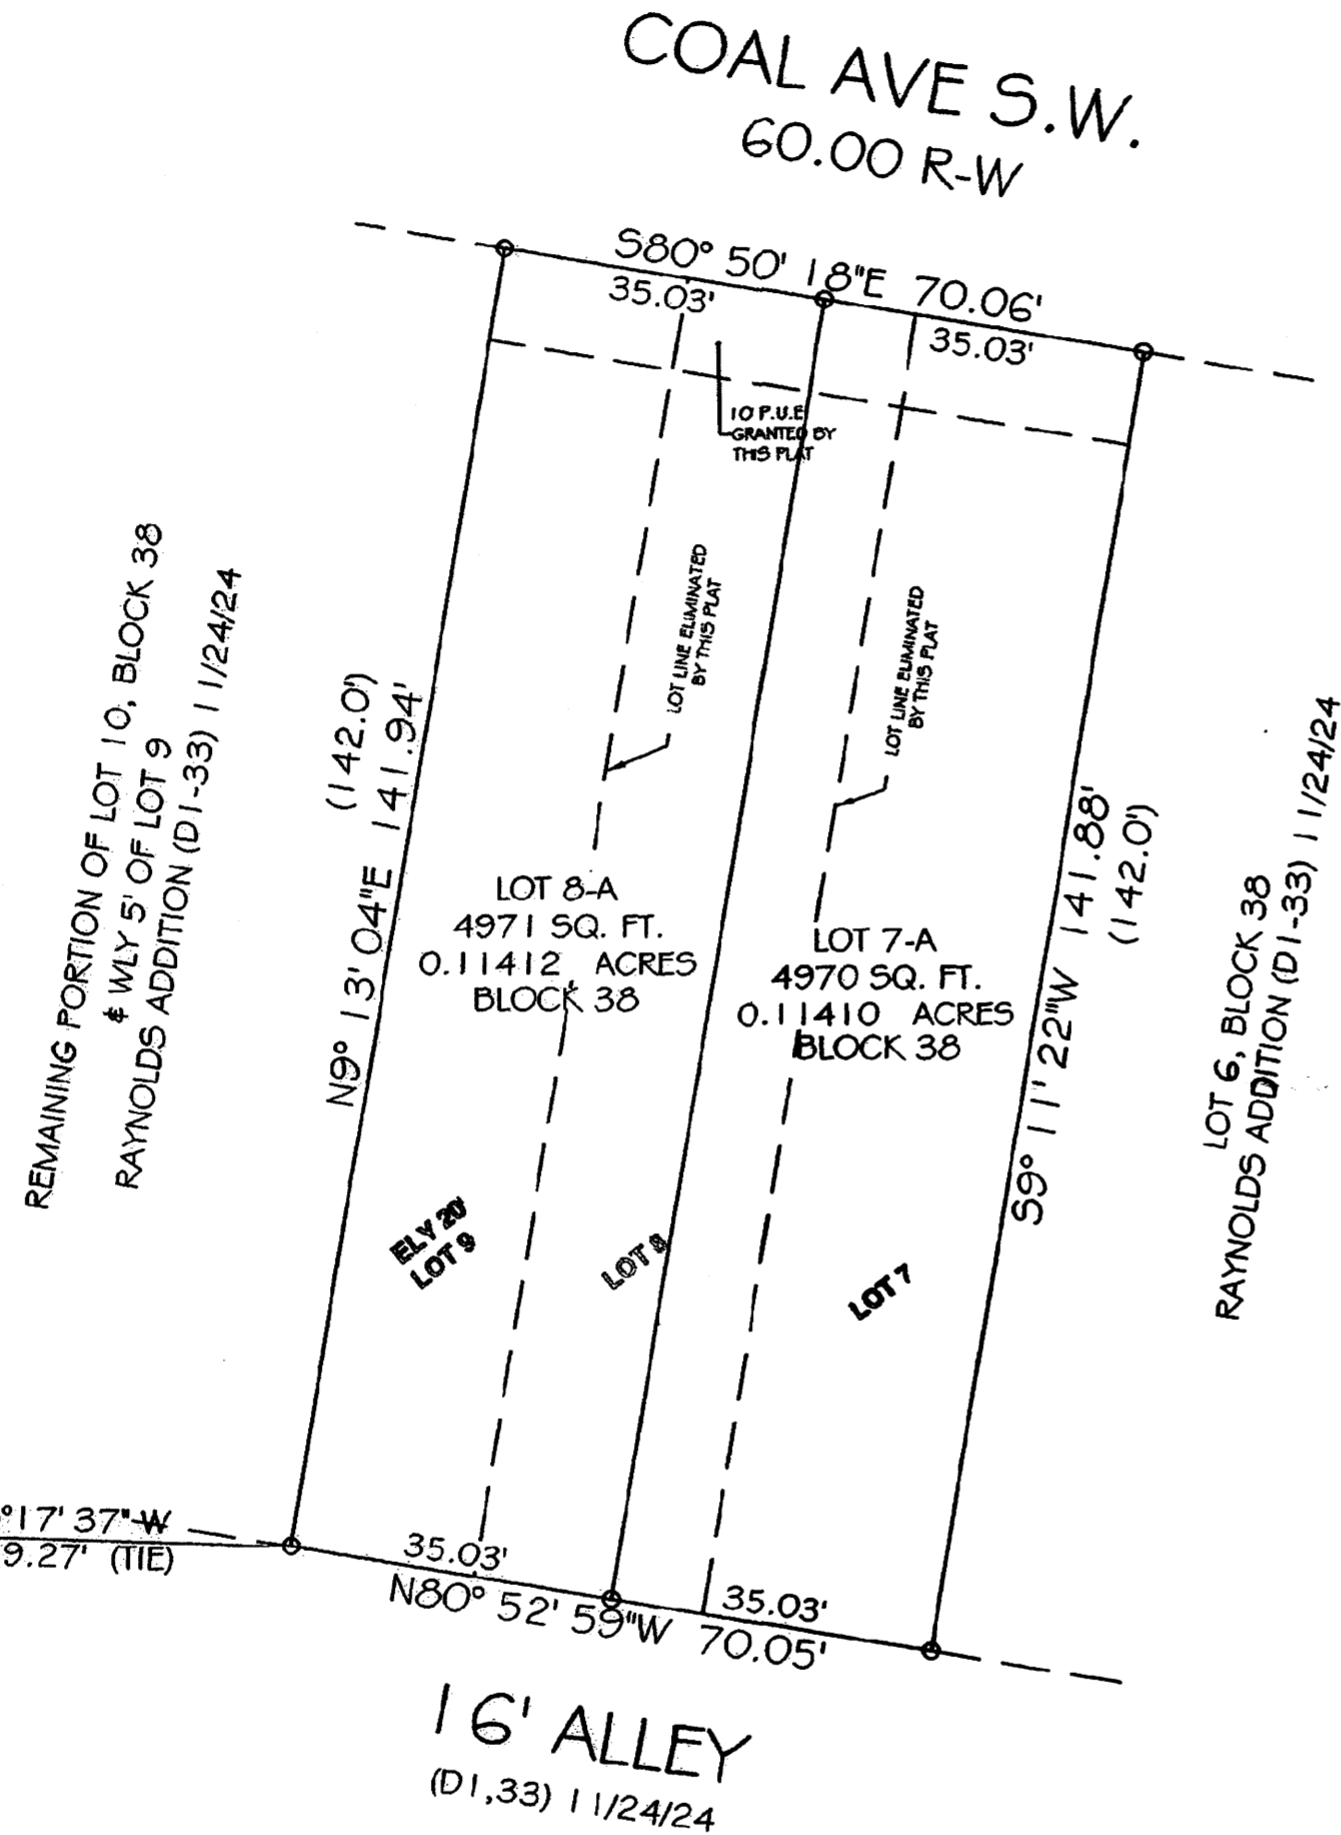 COAL AVE S.W.
60.00 R-W
S80° 50' 18"E 70.06'
35.03'
35.03'
10 P.U.E
GRANTED BY
THIS PLAT
LOT LINE ELIMINATED
BY THIS PLAT
LOT LINE ELIMINATED
BY THIS PLAT
REMAINING PORTION OF LOT 10, BLOCK 38
& WLY 5' OF LOT 9
RAYNOLDS ADDITION (D1-33) 11/24/24
(142.0')
N9° 13' 04"E 141.94'
LOT 8-A
4971 SQ. FT.
0.11412 ACRES
BLOCK 38
LOT 7-A
4970 SQ. FT.
0.11410 ACRES
BLOCK 38
S9° 11' 22"W 141.88'
(142.0')
LOT 6, BLOCK 38
RAYNOLDS ADDITION (D1-33) 11/24/24
ELY 20'
LOT 9
LOT 8
LOT 7
°17' 37" W
9.27' (TIE)
35.03'
35.03'
N80° 52' 59"W 70.05'
16' ALLEY
(D1,33) 11/24/24